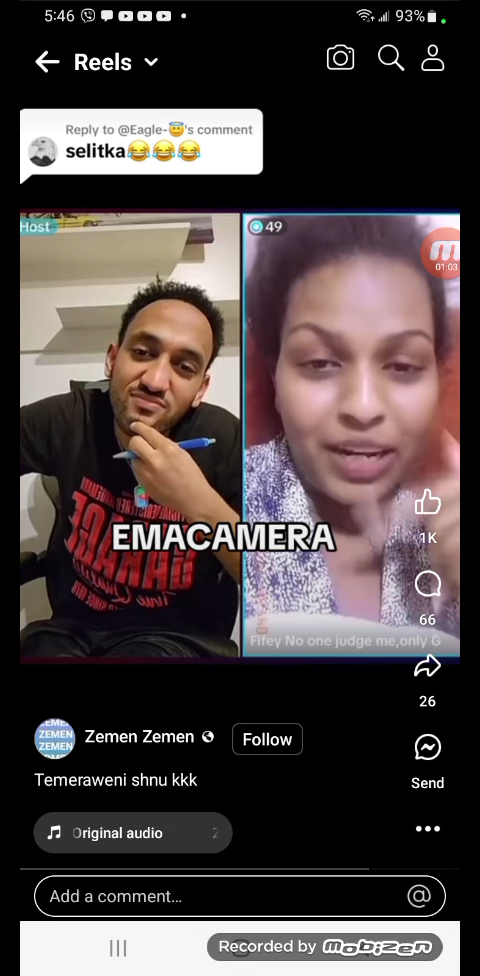 5:46
93%
Reels
Reply to @Eagle-😇's comment
selitka😂😂😂
Host
49
01:03
EMACAMERA
1K
66
Fifey No one judge me,only G
26
Zemen Zemen
Follow
Temeraweni shnu kkk
Send
Original audio
Add a comment...
@
Recorded by Mobizen